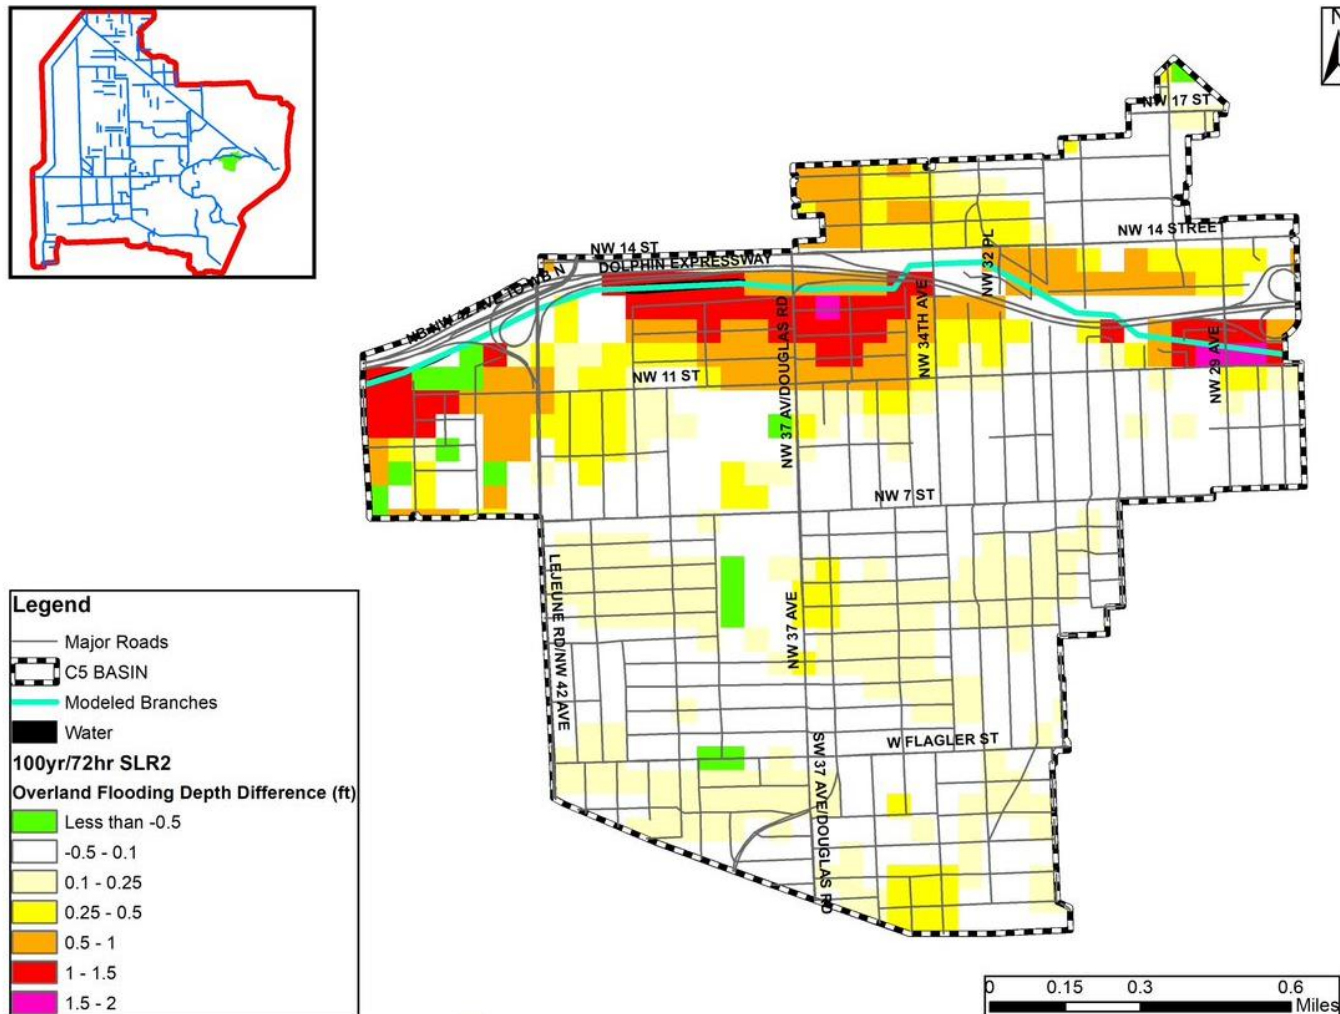 N
NW 17 ST
NW 14 STREET
NW 14 ST
DOLPHIN EXPRESSWAY
NW 32 PL
NW 37 AV/DOUGLAS RD
NW 34TH AVE
NW 29 AVE
NW 11 ST
NW 7 ST
LEJEUNE RD/NW 42 AVE
NW 37 AVE
W FLAGLER ST
SW 37 AVE/DOUGLAS RD
Legend
Major Roads
C5 BASIN
Modeled Branches
Water
100yr/72hr SLR2
Overland Flooding Depth Difference (ft)
Less than -0.5
-0.5 - 0.1
0.1 - 0.25
0.25 - 0.5
0.5 - 1
1 - 1.5
1.5 - 2
0 0.15 0.3 0.6
Miles